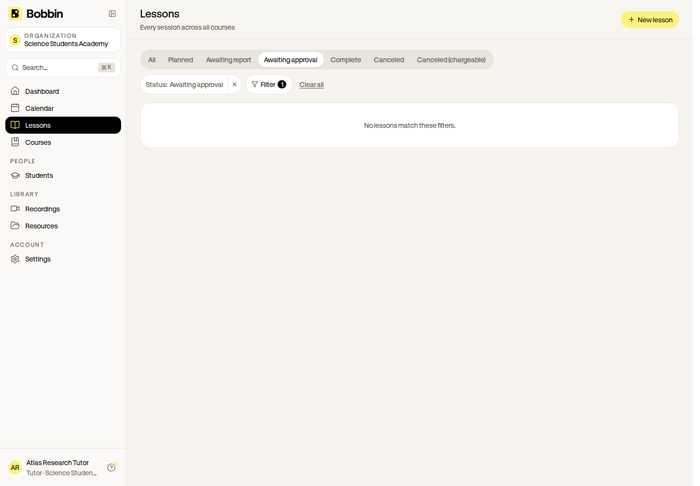 Bobbin
ORGANIZATION
S
Science Students Academy
Search...
⌘ K
Dashboard
Calendar
Lessons
Courses
PEOPLE
Students
LIBRARY
Recordings
Resources
ACCOUNT
Settings
AR
Atlas Research Tutor
Tutor · Science Studen...
Lessons
Every session across all courses
+ New lesson
All Planned Awaiting report Awaiting approval Complete Canceled Canceled (chargeable)
Status: Awaiting approval × Filter 1 Clear all
No lessons match these filters.